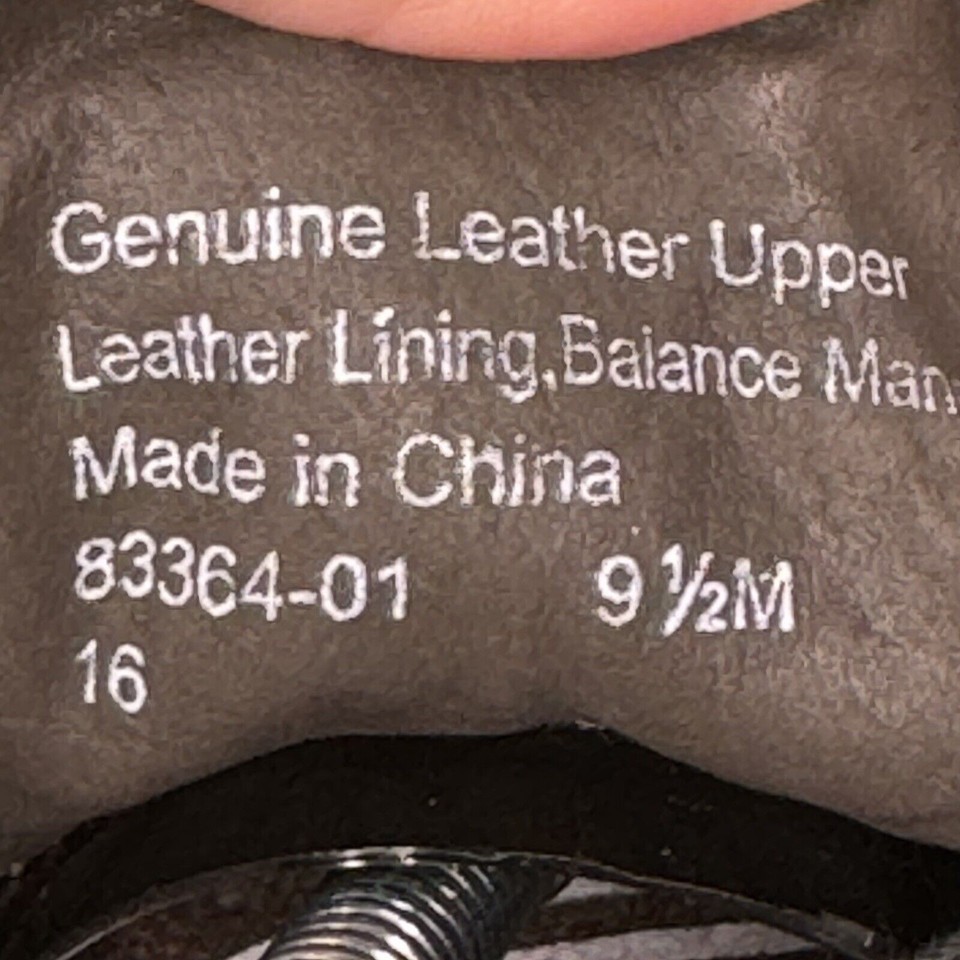 Genuine Leather Upper
Leather Lining,Balance Man
Made in China
83364-01 9 ½M
16